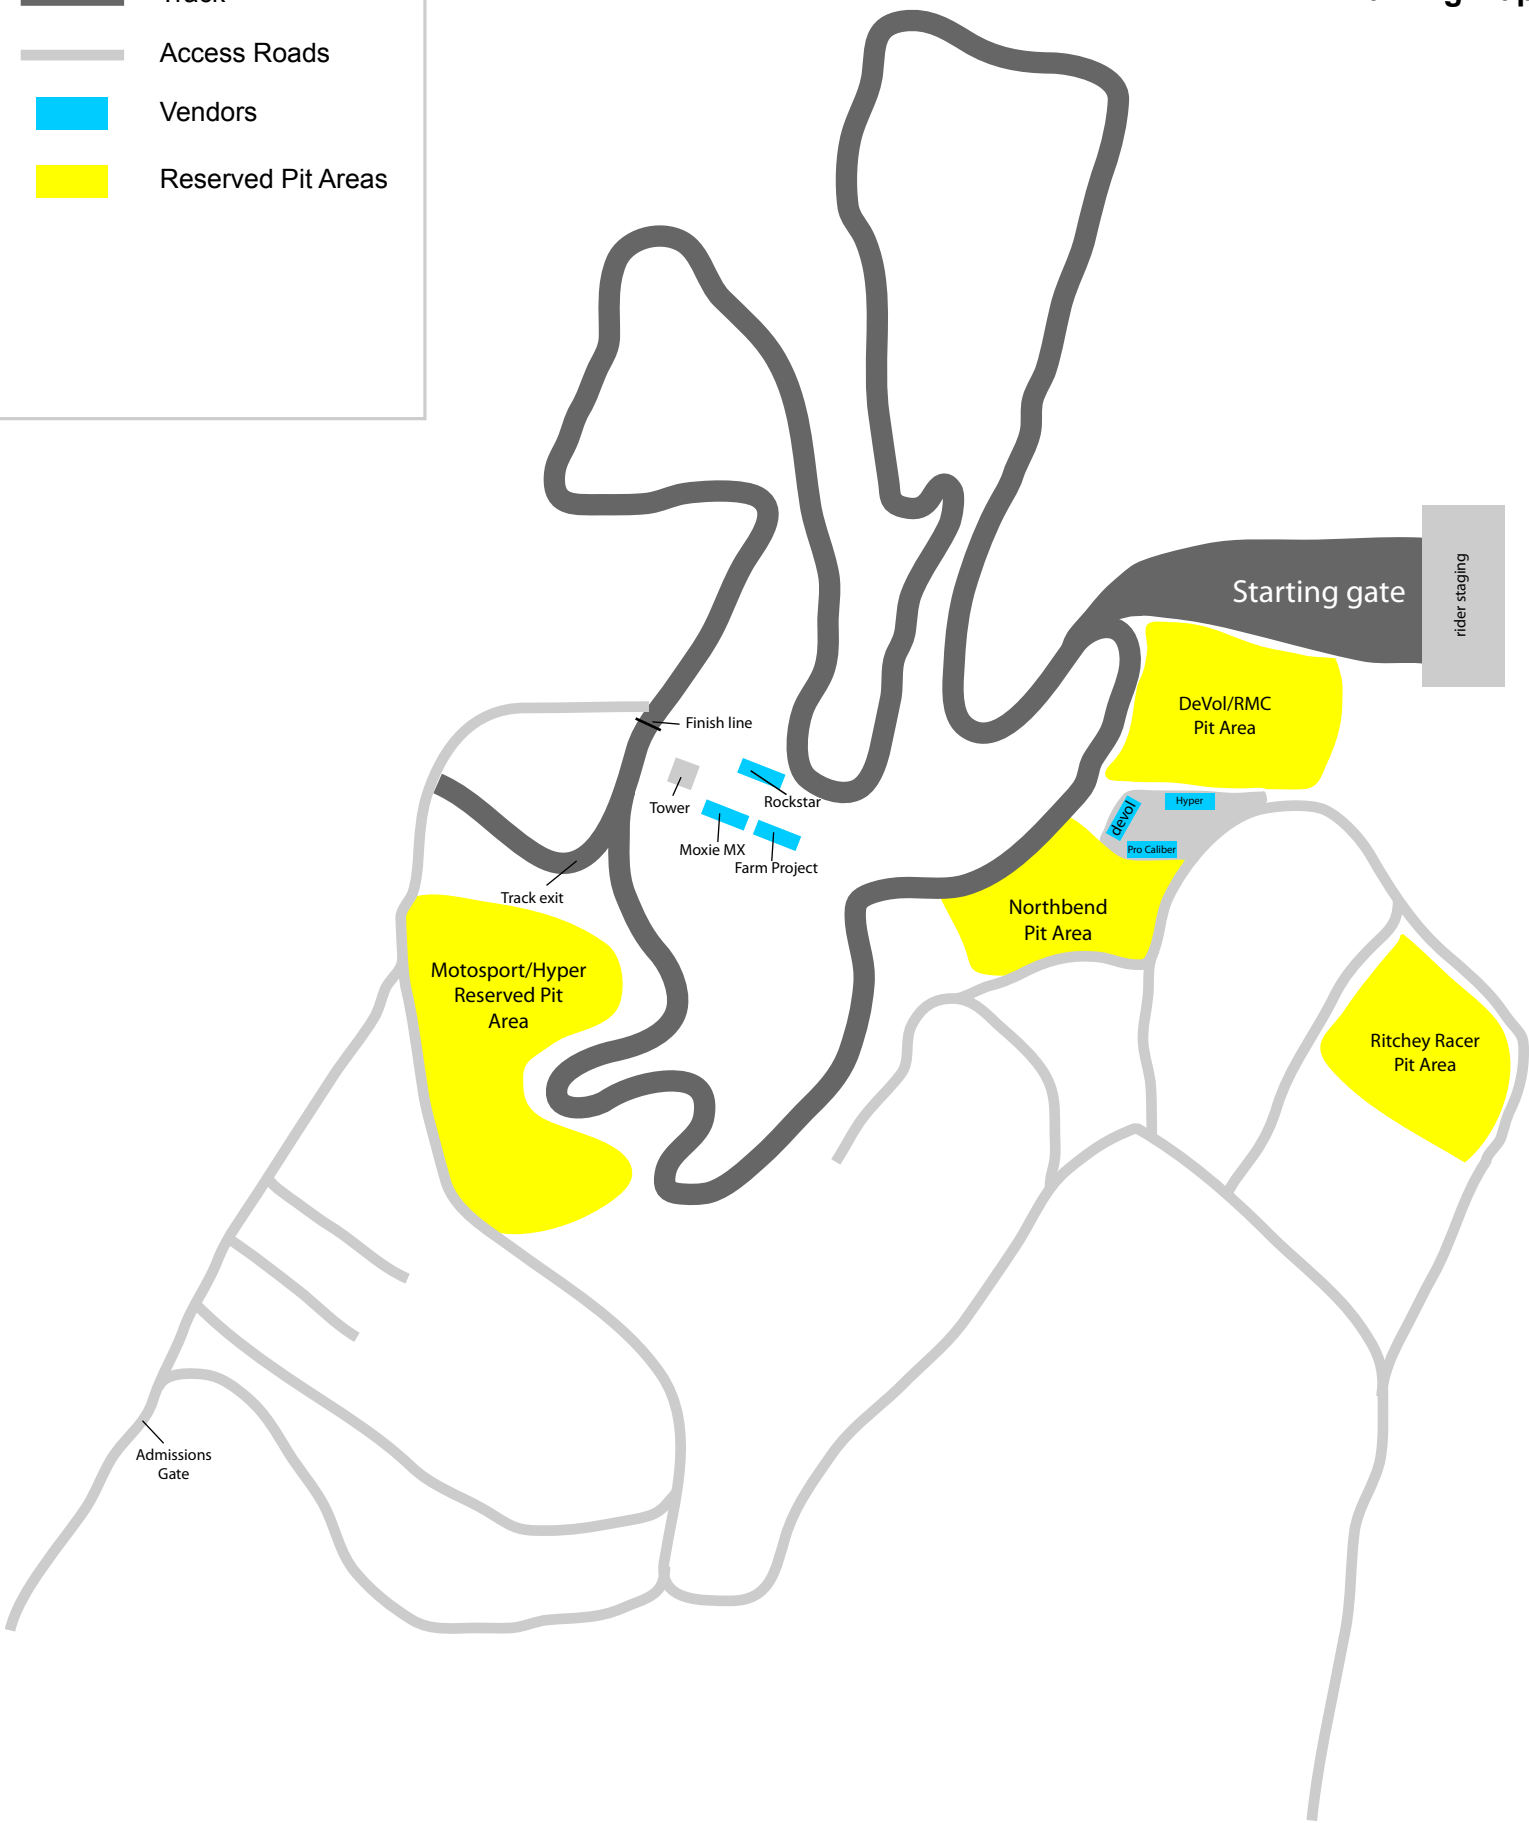 Access Roads
Vendors
Reserved Pit Areas
Starting gate
rider staging
DeVol/RMC
Pit Area
Finish line
Tower
Rockstar
Moxie MX
Farm Project
Hyper
devol
Pro Caliber
Track exit
Northbend
Pit Area
Motosport/Hyper
Reserved Pit
Area
Ritchey Racer
Pit Area
Admissions
Gate